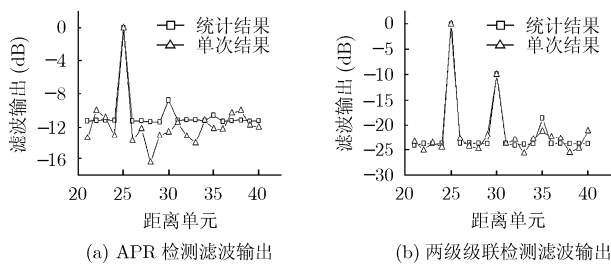 0
−4
−8
−12
−16
滤波输出 (dB)
统计结果
单次结果
20 25 30 35 40
距离单元
(a) APR 检测滤波输出
0
−5
−10
−15
−20
−25
−30
滤波输出 (dB)
统计结果
单次结果
20 25 30 35 40
距离单元
(b) 两级级联检测滤波输出